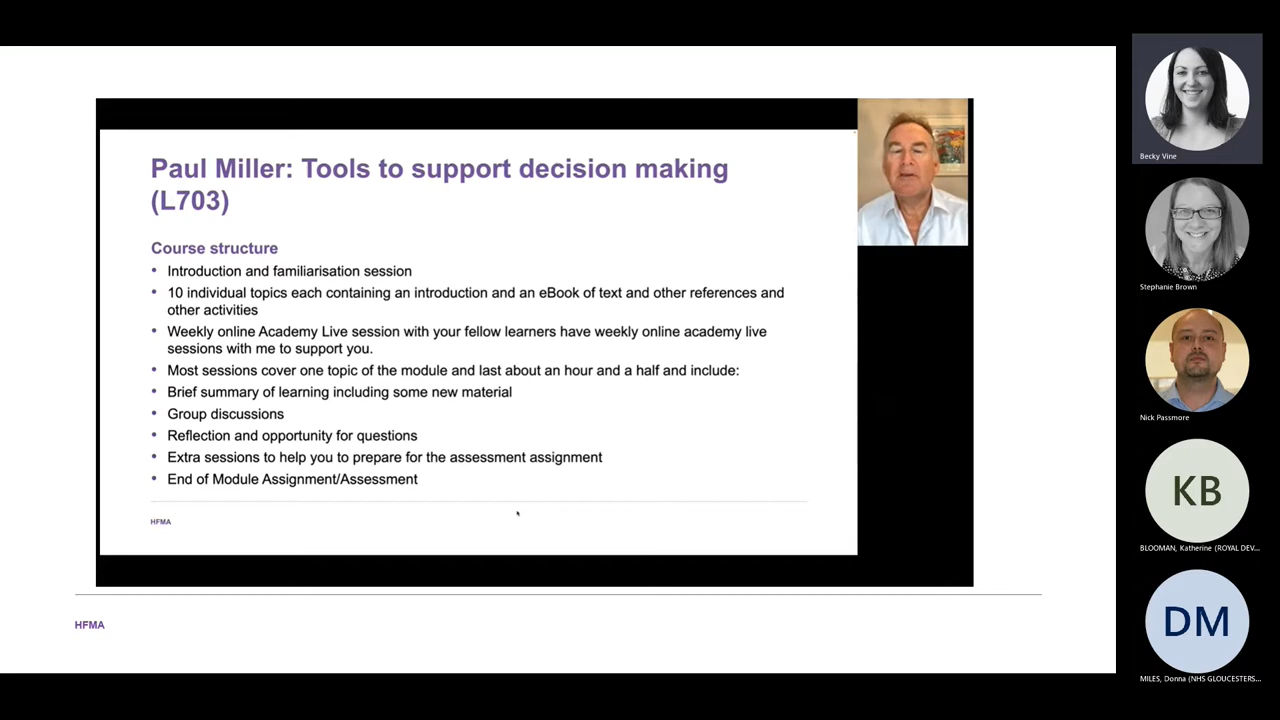 Paul Miller: Tools to support decision making
(L703)
Course structure
• Introduction and familiarisation session
• 10 individual topics each containing an introduction and an eBook of text and other references and
other activities
• Weekly online Academy Live session with your fellow learners have weekly online academy live
sessions with me to support you.
• Most sessions cover one topic of the module and last about an hour and a half and include:
• Brief summary of learning including some new material
• Group discussions
• Reflection and opportunity for questions
• Extra sessions to help you to prepare for the assessment assignment
• End of Module Assignment/Assessment
HFMA
HFMA
Becky Vine
Stephanie Brown
Nick Passmore
KB
BLOOMAN, Katherine (ROYAL DEV...
DM
MILES, Donna (NHS GLOUCESTERS...